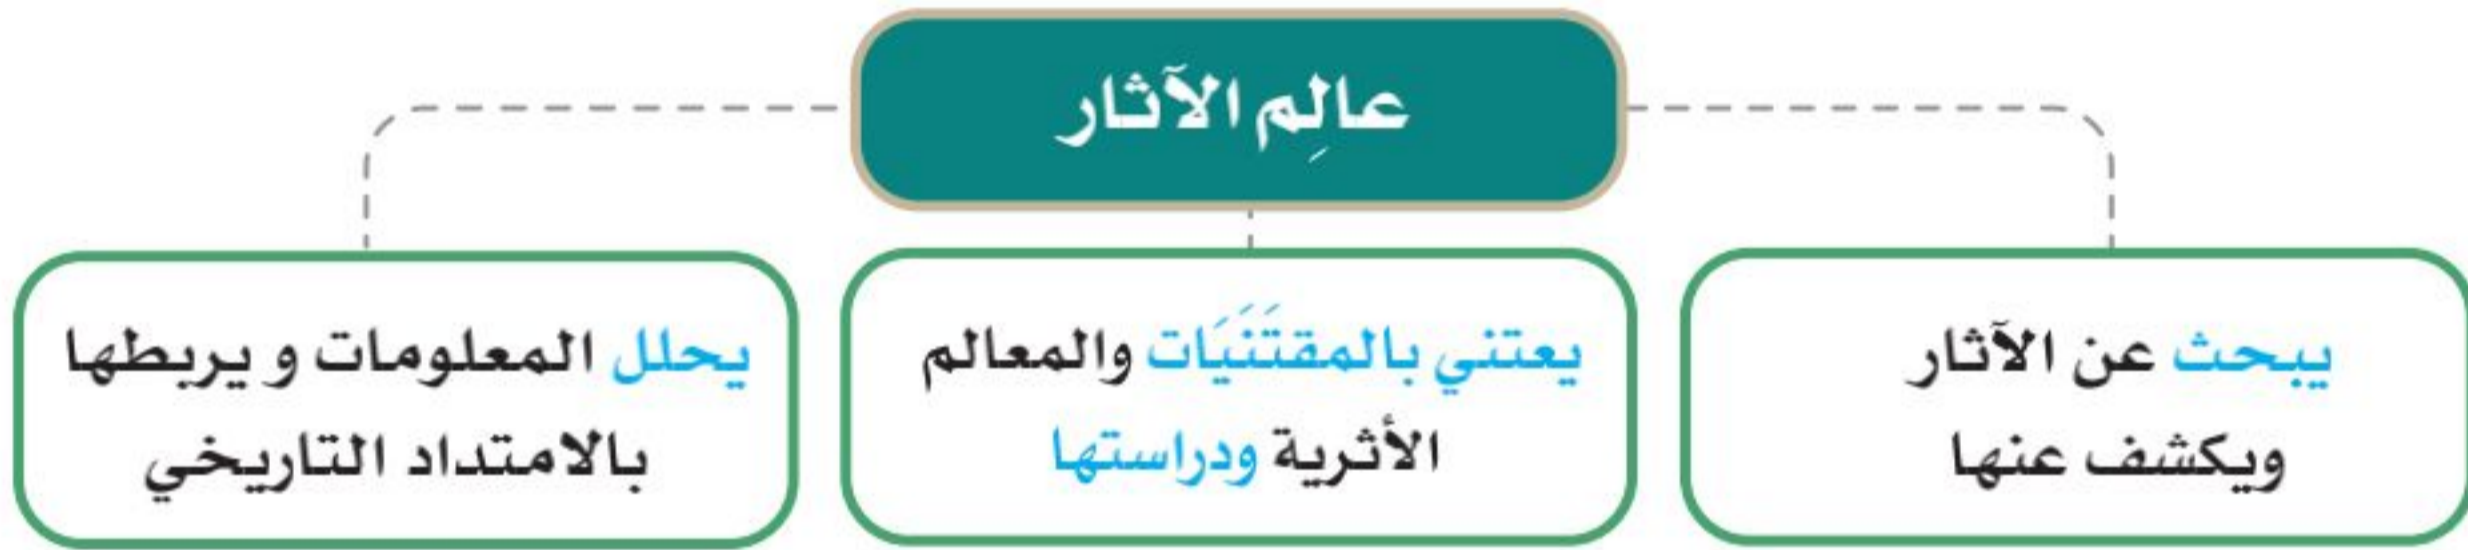 عالِم الآثار
يبحث عن الآثار
ويكشف عنها
يعتني بالمقتَنَيَات والمعالم
الأثرية ودراستها
يحلل المعلومات و يربطها
بالامتداد التاريخي